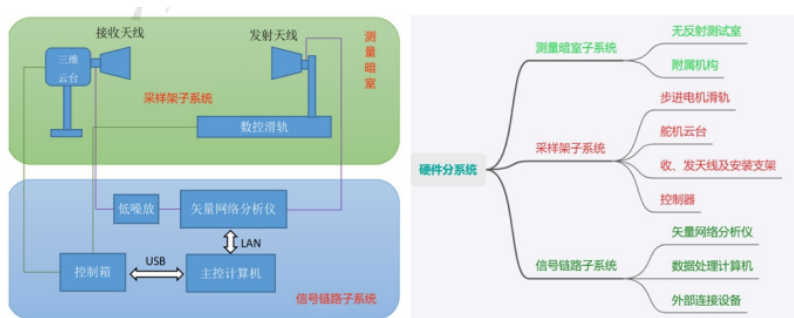 接收天线
发射天线
测
量
暗
室
三维
云台
采样架子系统
数控滑轨
低噪放
矢量网络分析仪
LAN
USB
控制箱
主控计算机
信号链路子系统
硬件分系统
测量暗室子系统
无反射测试室
附属机构
采样架子系统
步进电机滑轨
舵机云台
收、发天线及安装支架
控制器
信号链路子系统
矢量网络分析仪
数据处理计算机
外部连接设备